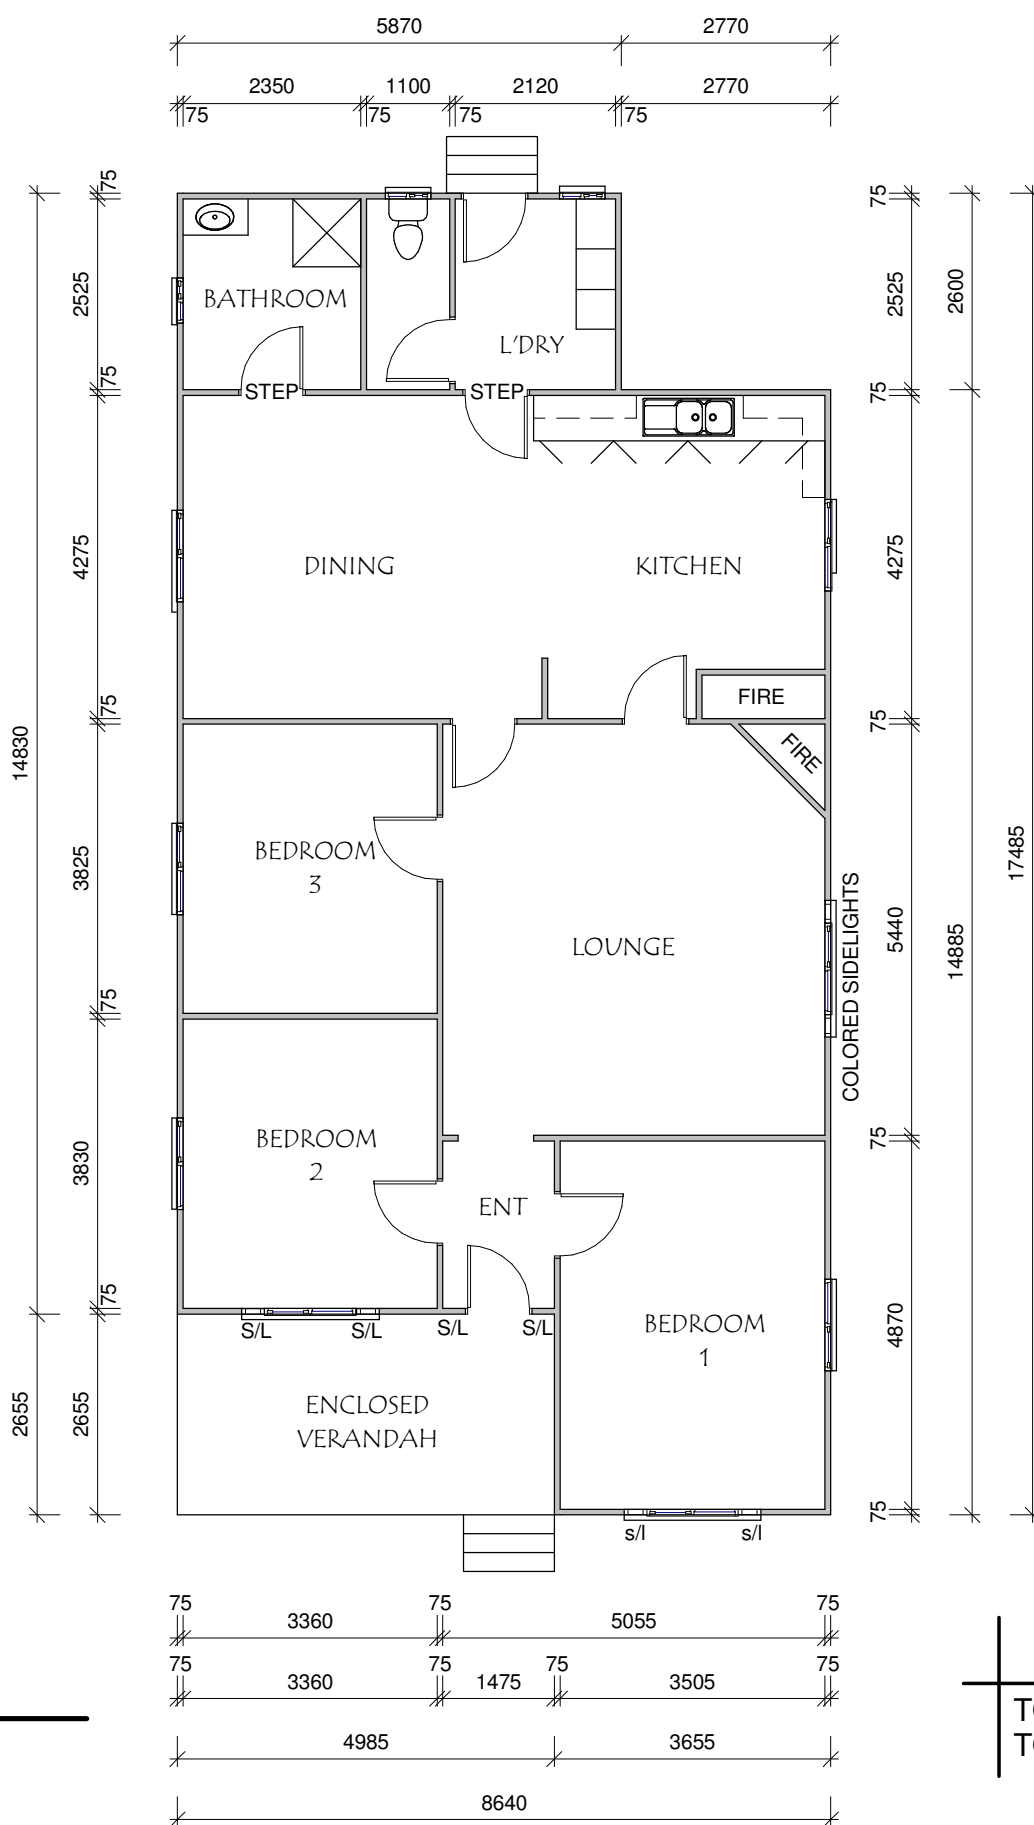 5870 2770
2350 1100 2120 2770
75 75 75 75
75 75
2525 2525 2600
BATHROOM
L'DRY
75 STEP STEP 75
4275 DINING KITCHEN 4275
75 FIRE 75
FIRE
14830
3825 BEDROOM
3
17485
COLORED SIDELIGHTS
5440
LOUNGE
14885
75
BEDROOM
2
75
3830
ENT
75
S/L S/L S/L S/L
BEDROOM
1
4870
ENCLOSED
VERANDAH
2655 2655
75
s/l s/l
75 75 75
3360 5055
75 75 75 75
3360 1475 3505
4985 3655
8640